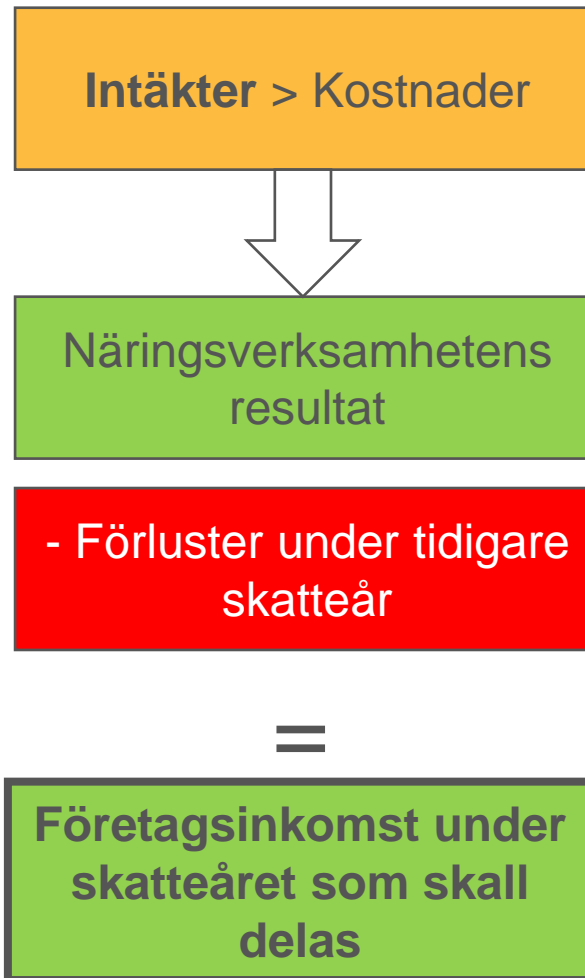 Intäkter > Kostnader
Näringsverksamhetens
resultat
- Förluster under tidigare
skatteår
=
Företagsinkomst under
skatteåret som skall
delas